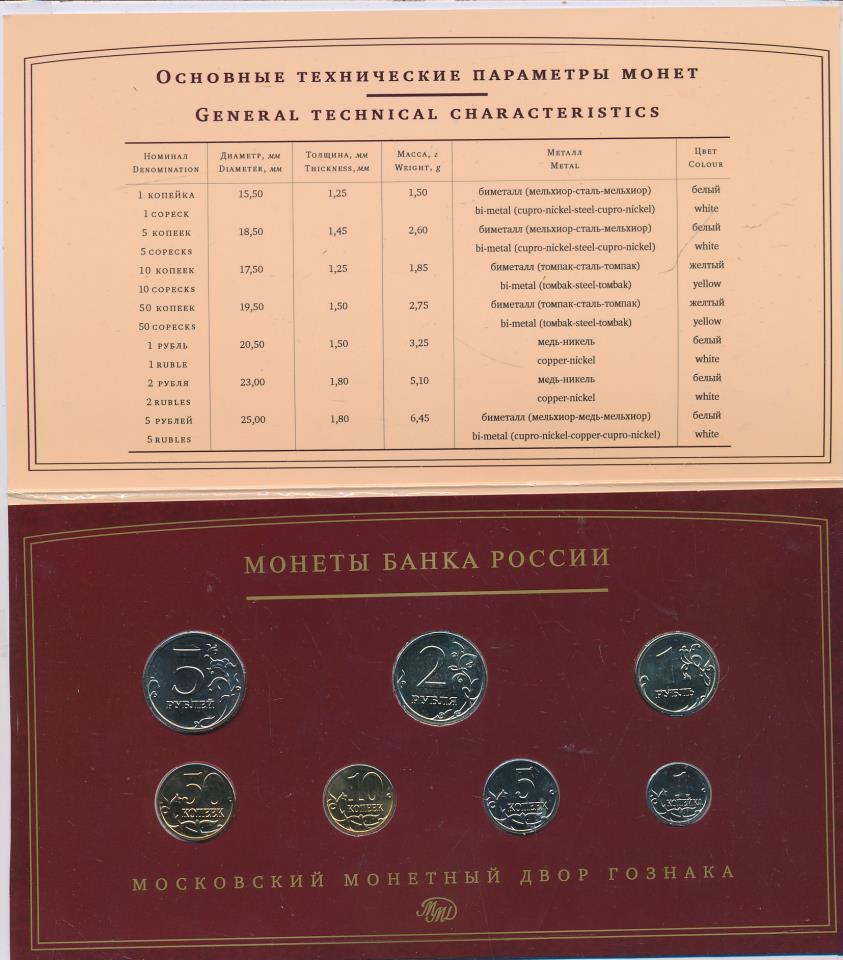 Основные технические параметры монет
General technical characteristics
Номинал Диаметр, мм Толщина, мм Масса, г Металл Цвет
Denomination Diameter, мм Thickness, мм Weight, g Metal Colour
1 копейка 15,50 1,25 1,50 биметалл (мельхиор-сталь-мельхиор) белый
1 copeck bi-metal (cupro-nickel-steel-cupro-nickel) white
5 копеек 18,50 1,45 2,60 биметалл (мельхиор-сталь-мельхиор) белый
5 copecks bi-metal (cupro-nickel-steel-cupro-nickel) white
10 копеек 17,50 1,25 1,85 биметалл (томпак-сталь-томпак) желтый
10 copecks bi-metal (tombak-steel-tombak) yellow
50 копеек 19,50 1,50 2,75 биметалл (томпак-сталь-томпак) желтый
50 copecks bi-metal (tombak-steel-tombak) yellow
1 рубль 20,50 1,50 3,25 медь-никель белый
1 ruble copper-nickel white
2 рубля 23,00 1,80 5,10 медь-никель белый
2 rubles copper-nickel white
5 рублей 25,00 1,80 6,45 биметалл (мельхиор-медь-мельхиор) белый
5 rubles bi-metal (cupro-nickel-copper-cupro-nickel) white
МОНЕТЫ БАНКА РОССИИ
5 2 1
РУБЛЕЙ РУБЛЯ РУБЛЬ
50 10 5 1
КОПЕЕК КОПЕЕК КОПЕЕК КОПЕЙКА
МОСКОВСКИЙ МОНЕТНЫЙ ДВОР ГОЗНАКА
ММД